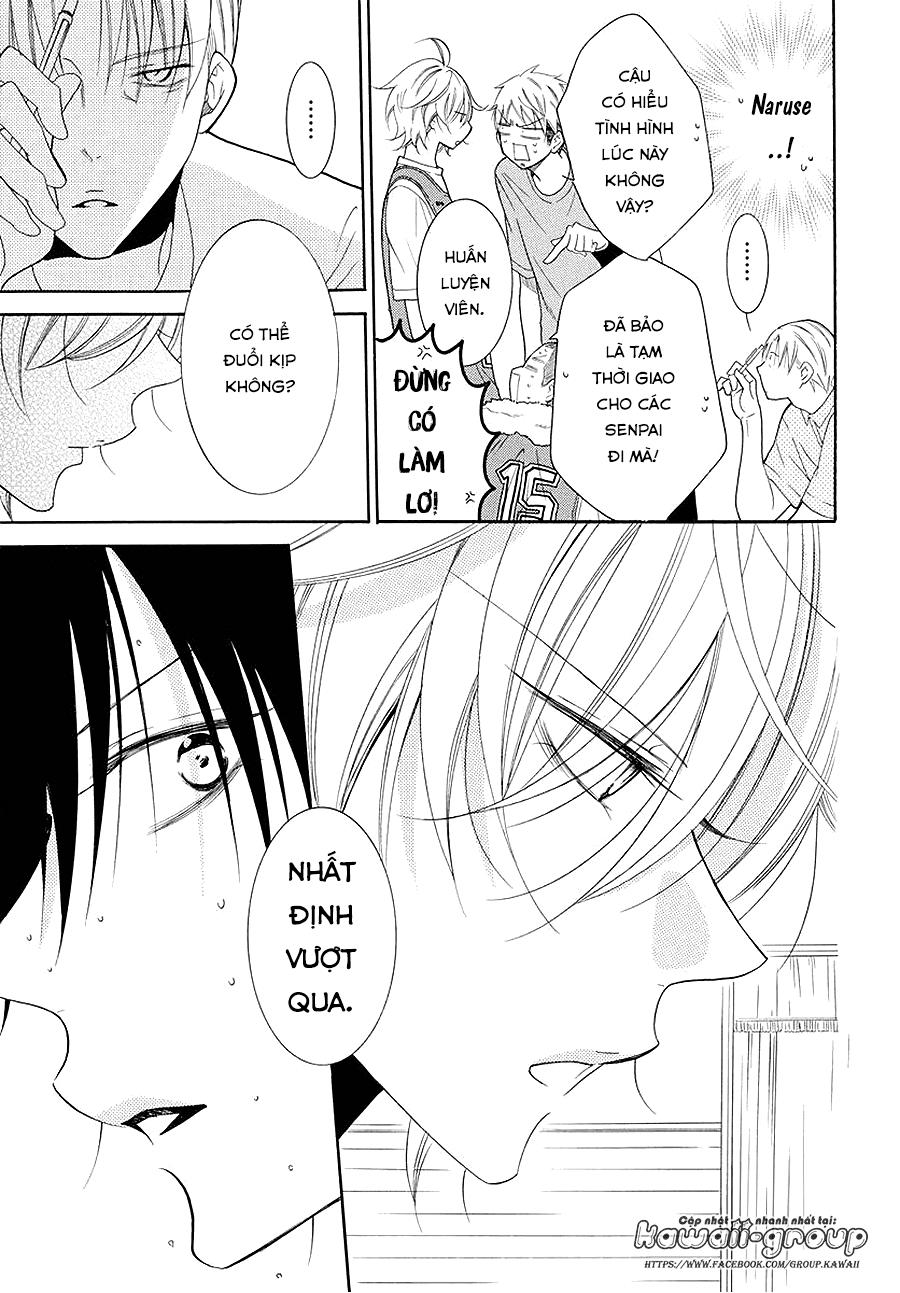 Naruse
..!
CẬU
CÓ HIỂU
TÌNH HÌNH
LÚC NÀY
KHÔNG
VẬY?
......
ĐÃ BẢO
LÀ TẠM
THỜI GIAO
CHO CÁC
SENPAI
ĐI MÀ!
HUẤN
LUYỆN
VIÊN.
ĐỪNG
CÓ
LÀM
LƠ!
15
......
CÓ THỂ
ĐUỔI KỊP
KHÔNG?
NHẤT
ĐỊNH
VƯỢT
QUA.
Cập nhật nhanh nhất tại:
kawaii-group
HTTPS://WWW.FACEBOOK.COM/GROUP.KAWAII